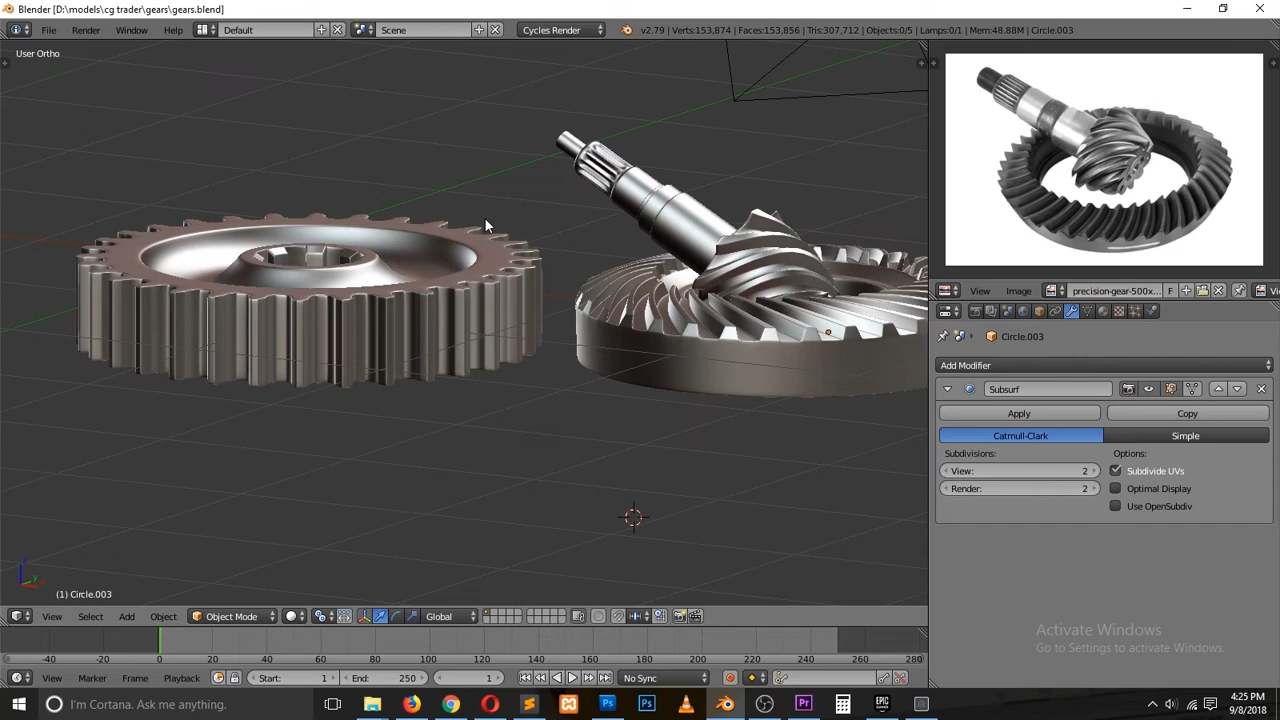 Blender [D:\models\cg trader\gears\gears.blend]
File Render Window Help Default Scene Cycles Render v2.79 | Verts:153,874 | Faces:153,856 | Tris:307,712 | Objects:0/5 | Lamps:0/1 | Mem:48.88M | Circle.003
User Ortho
View Image precision-gear-500x... F Vi
Circle.003
Add Modifier
Subsurf
Apply Copy
Catmull-Clark Simple
Subdivisions: Options:
View: 2 Subdivide UVs
Render: 2 Optimal Display
Use OpenSubdiv
(1) Circle.003
View Select Add Object Object Mode Global
Activate Windows
Go to Settings to activate Windows.
-40 -20 0 20 40 60 80 100 120 140 160 180 200 220 240 260 280
View Marker Frame Playback Start: 1 End: 250 1 No Sync
I'm Cortana. Ask me anything.
4:25 PM
9/8/2018